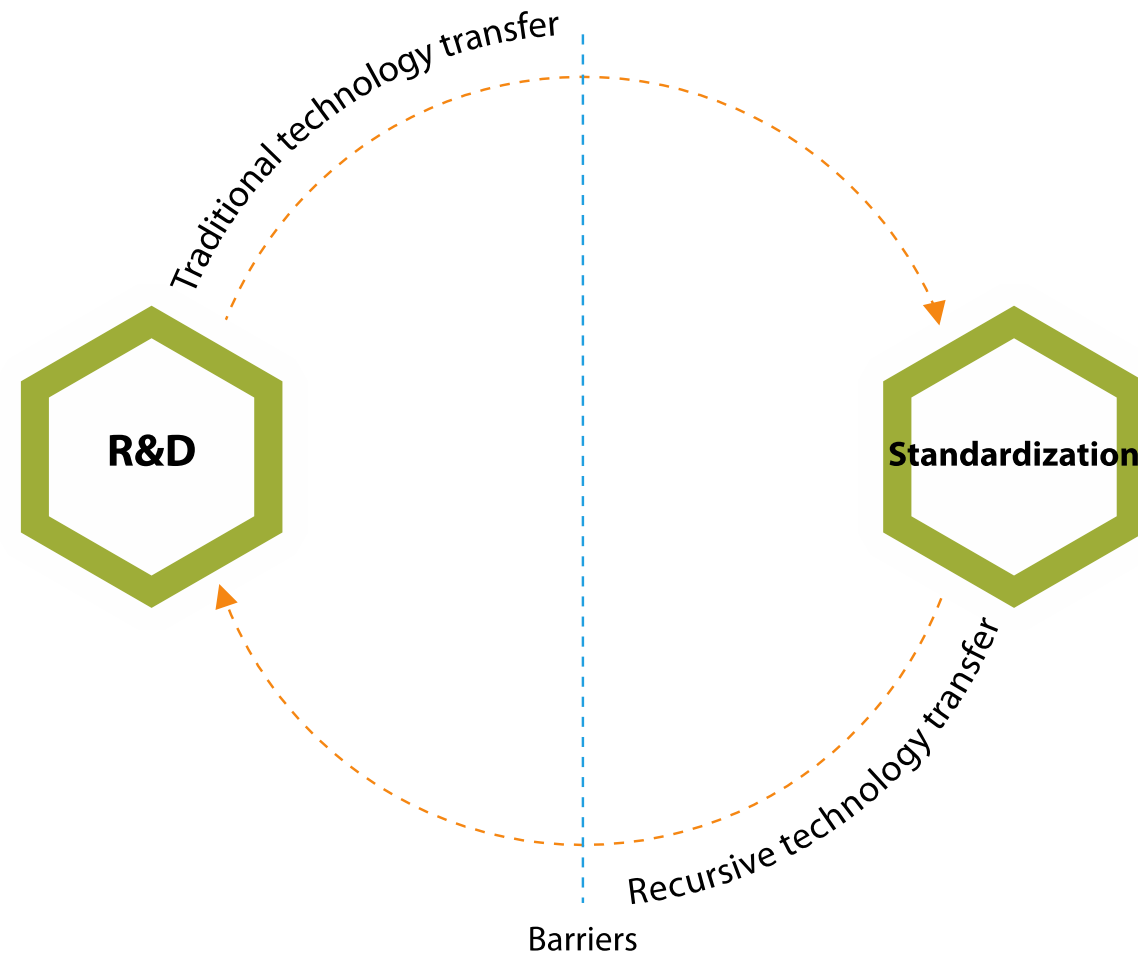 Traditional technology transfer
R&D
Standardization
Recursive technology transfer
Barriers